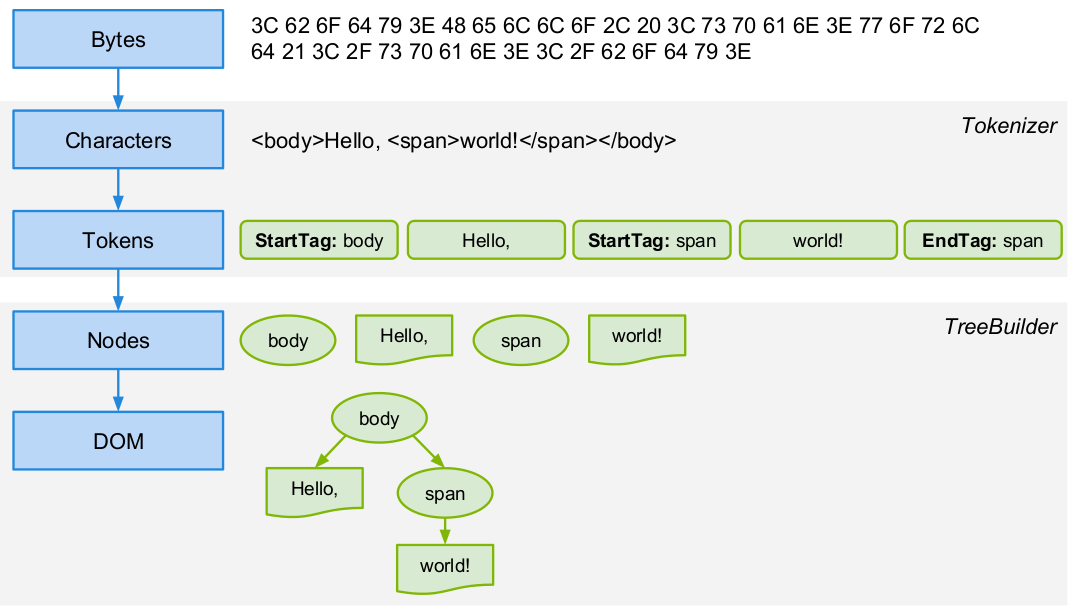 Bytes
3C 62 6F 64 79 3E 48 65 6C 6C 6F 2C 20 3C 73 70 61 6E 3E 77 6F 72 6C
64 21 3C 2F 73 70 61 6E 3E 3C 2F 62 6F 64 79 3E
Tokenizer
Characters
<body>Hello, <span>world!</span></body>
Tokens
StartTag: body
Hello,
StartTag: span
world!
EndTag: span
TreeBuilder
Nodes
body
Hello,
span
world!
DOM
body
Hello,
span
world!